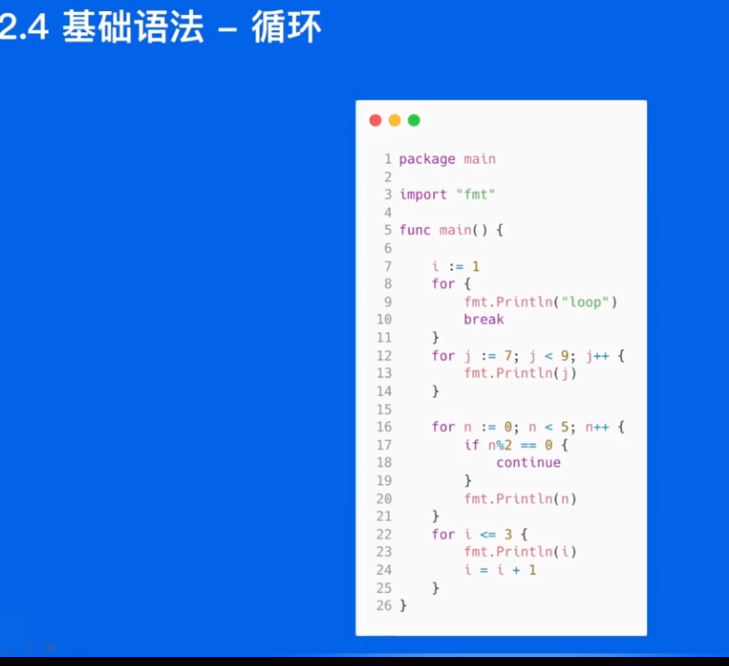 2.4 基础语法 – 循环
1 package main
2
3 import "fmt"
4
5 func main() {
6
7     i := 1
8     for {
9         fmt.Println("loop")
10         break
11     }
12     for j := 7; j < 9; j++ {
13         fmt.Println(j)
14     }
15
16     for n := 0; n < 5; n++ {
17         if n%2 == 0 {
18             continue
19         }
20         fmt.Println(n)
21     }
22     for i <= 3 {
23         fmt.Println(i)
24         i = i + 1
25     }
26 }